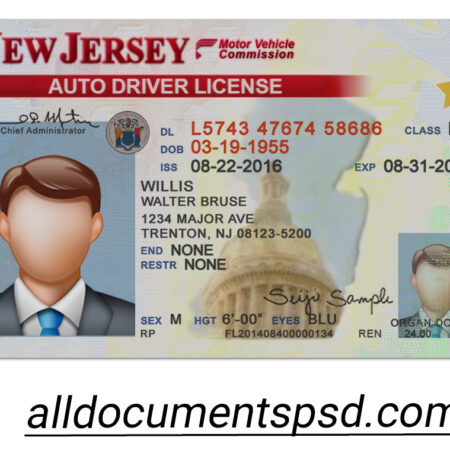 NEW JERSEY Motor Vehicle Commission
AUTO DRIVER LICENSE
Chief Administrator
DL L5743 47674 58686 CLASS
DOB 03-19-1955
ISS 08-22-2016 EXP 08-31-20
WILLIS
WALTER BRUSE
1234 MAJOR AVE
TRENTON, NJ 08123-5200
END NONE
RESTR NONE
Seiji Sample
SEX M HGT 6'-00" EYES BLU
ORGAN DO
RP FL201408400000134 REN 24.00
alldocumentspsd.com